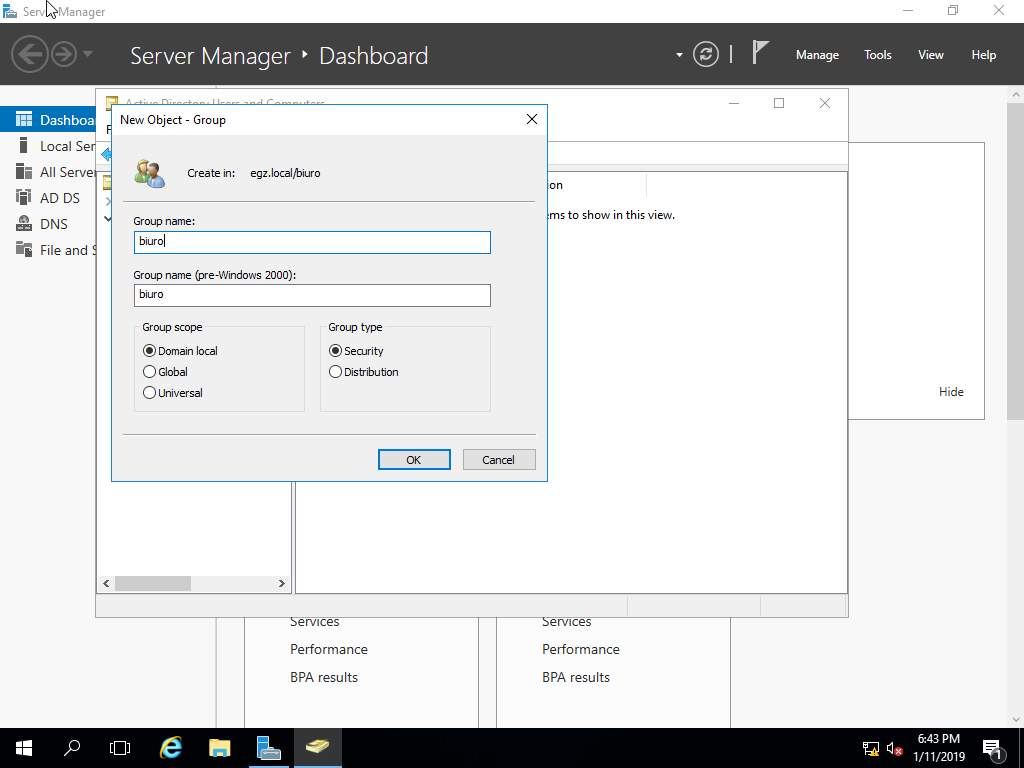 Server Manager
Server Manager • Dashboard
Manage Tools View Help
Active Directory Users and Computers
New Object - Group
Create in: egz.local/biuro
Group name:
biuro
Group name (pre-Windows 2000):
biuro
Group scope
Domain local
Global
Universal
Group type
Security
Distribution
OK Cancel
Dashboa
Local Ser
All Server
AD DS
DNS
File and S
ion
ems to show in this view.
Hide
Services
Performance
BPA results
Services
Performance
BPA results
6:43 PM
1/11/2019
1